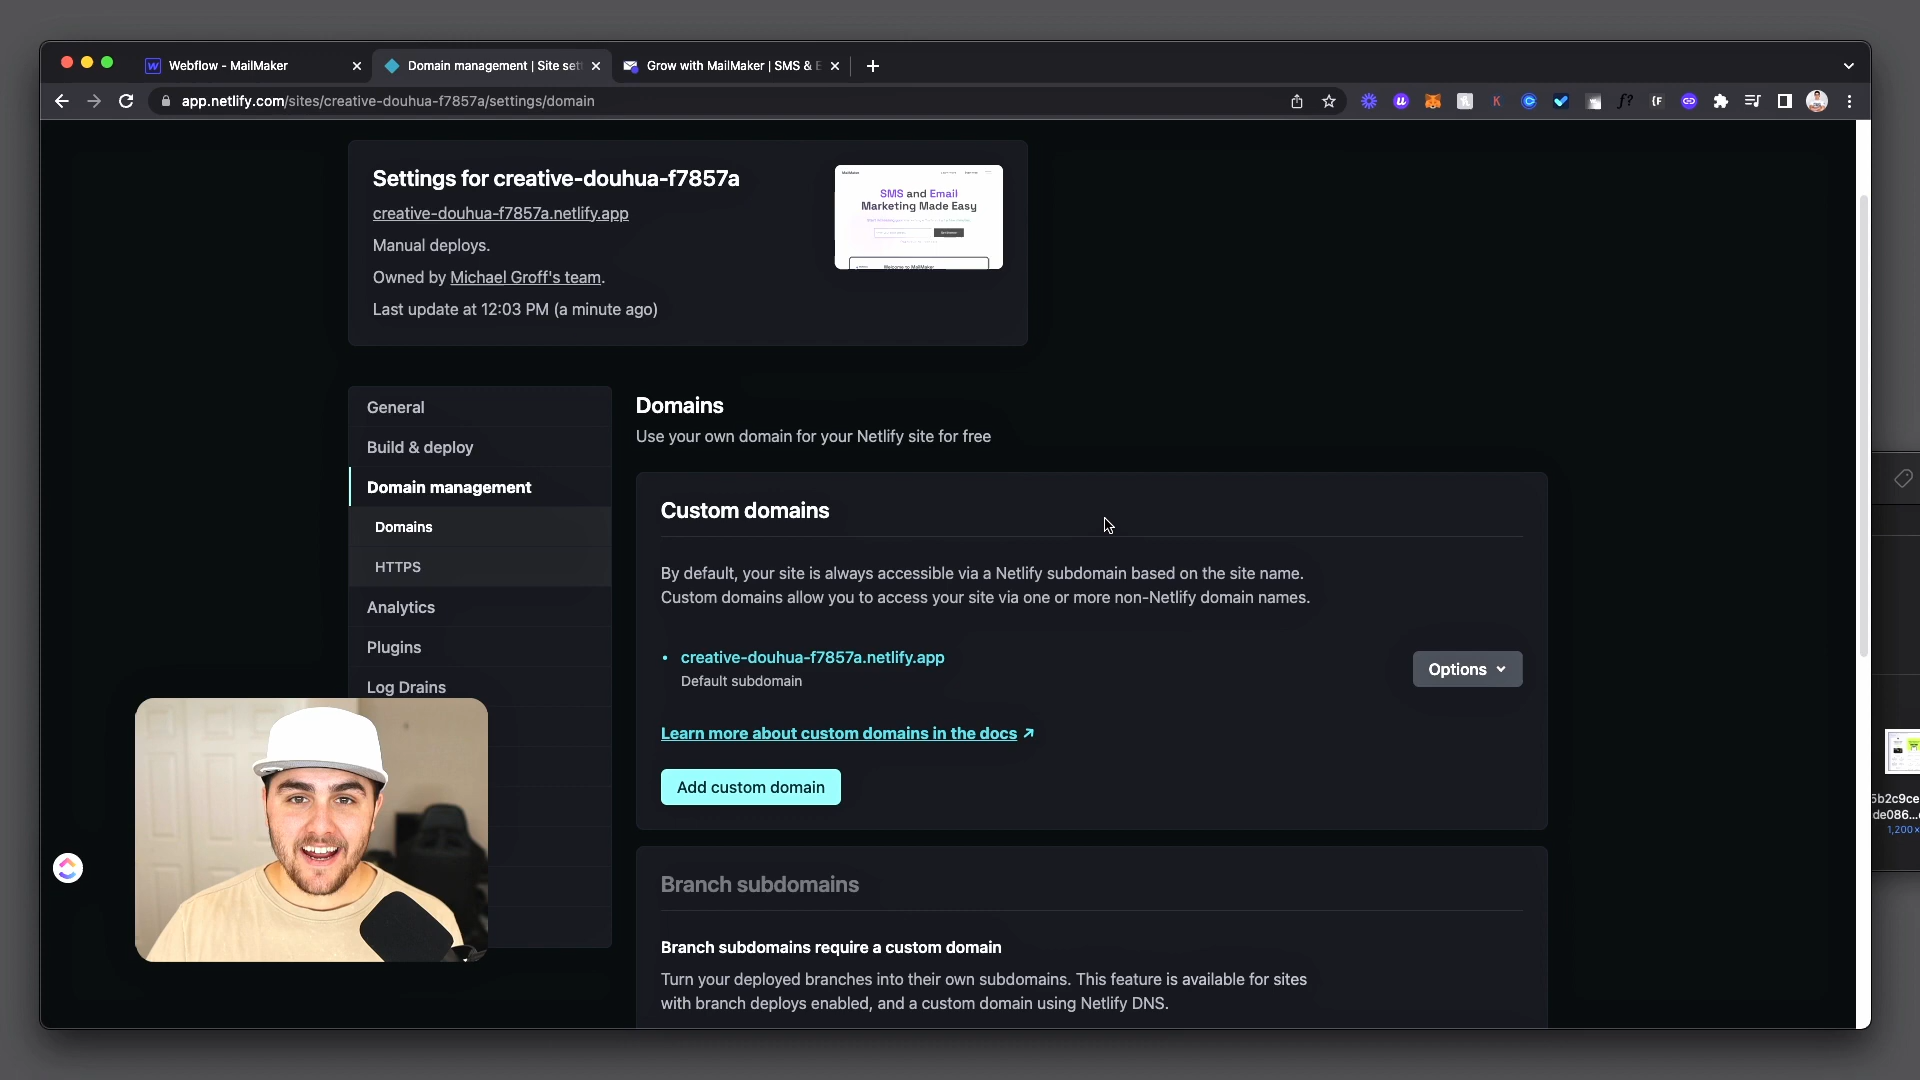 Webflow - MailMaker
Domain management | Site set
Grow with MailMaker | SMS & E
app.netlify.com/sites/creative-douhua-f7857a/settings/domain
Settings for creative-douhua-f7857a
creative-douhua-f7857a.netlify.app
Manual deploys.
Owned by Michael Groff's team.
Last update at 12:03 PM (a minute ago)
SMS and Email
Marketing Made Easy
Welcome to MailMaker
General
Build & deploy
Domain management
Domains
HTTPS
Analytics
Plugins
Log Drains
Domains
Use your own domain for your Netlify site for free
Custom domains
By default, your site is always accessible via a Netlify subdomain based on the site name.
Custom domains allow you to access your site via one or more non-Netlify domain names.
creative-douhua-f7857a.netlify.app
Default subdomain
Options
Learn more about custom domains in the docs
Add custom domain
Branch subdomains
Branch subdomains require a custom domain
Turn your deployed branches into their own subdomains. This feature is available for sites
with branch deploys enabled, and a custom domain using Netlify DNS.
5b2c9ce
de086...
1,200×